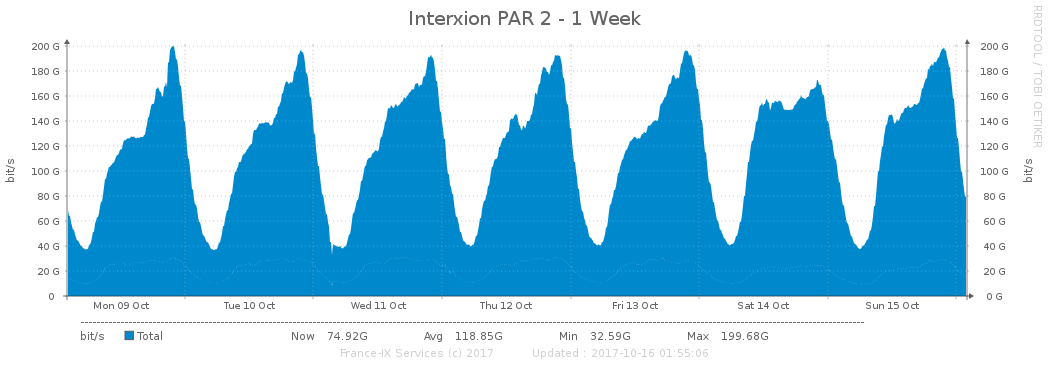 Interxion PAR 2 - 1 Week
RRDTOOL / TOBI OETIKER
bit/s
200 G
180 G
160 G
140 G
120 G
100 G
80 G
60 G
40 G
20 G
0
200 G
180 G
160 G
140 G
120 G
100 G
80 G
60 G
40 G
20 G
0 G
bit/s
Mon 09 Oct Tue 10 Oct Wed 11 Oct Thu 12 Oct Fri 13 Oct Sat 14 Oct Sun 15 Oct
bit/s Total Now 74.92G Avg 118.85G Min 32.59G Max 199.68G
France-IX Services (c) 2017 Updated : 2017-10-16 01:55:06